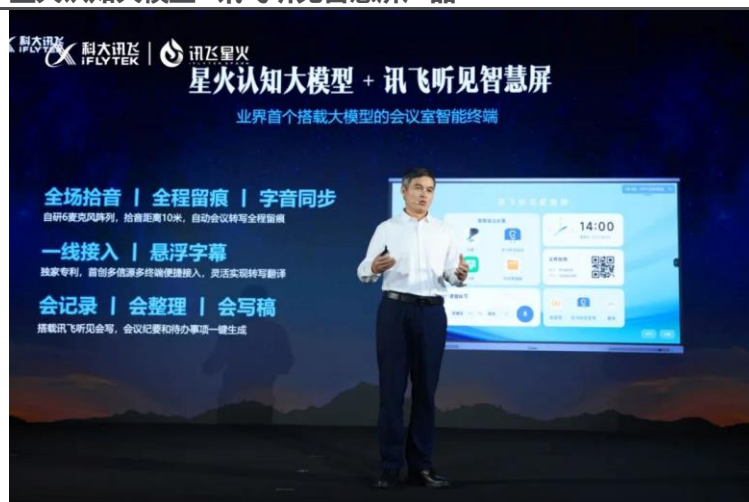 科大讯飞
iFLYTEK
讯飞星火
星火认知大模型 + 讯飞听见智慧屏
业界首个搭载大模型的会议室智能终端
全场拾音 | 全程留痕 | 字音同步
自研6麦克风阵列，拾音距离10米，自动会议转写全程留痕
一线接入 | 悬浮字幕
独家专利，首创多信源多终端便捷接入，灵活实现转写翻译
会记录 | 会整理 | 会写稿
搭载讯飞听见会写，会议纪要和待办事项一键生成
14:00